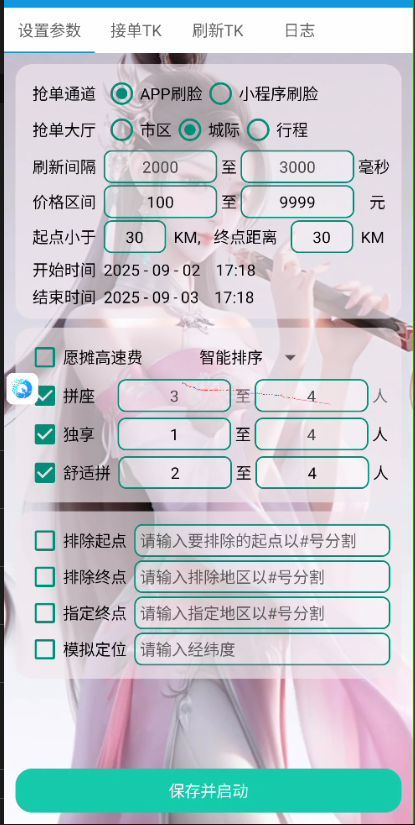 设置参数 接单TK 刷新TK 日志
抢单通道 APP刷脸 小程序刷脸
抢单大厅 市区 城际 行程
刷新间隔 2000 至 3000 毫秒
价格区间 100 至 9999 元
起点小于 30 KM, 终点距离 30 KM
开始时间 2025-09-02 17:18
结束时间 2025-09-03 17:18
愿摊高速费 智能排序
拼座 3 至 4 人
独享 1 至 4 人
舒适拼 2 至 4 人
排除起点 请输入要排除的起点以#号分割
排除终点 请输入排除地区以#号分割
指定终点 请输入指定地区以#号分割
模拟定位 请输入经纬度
保存并启动